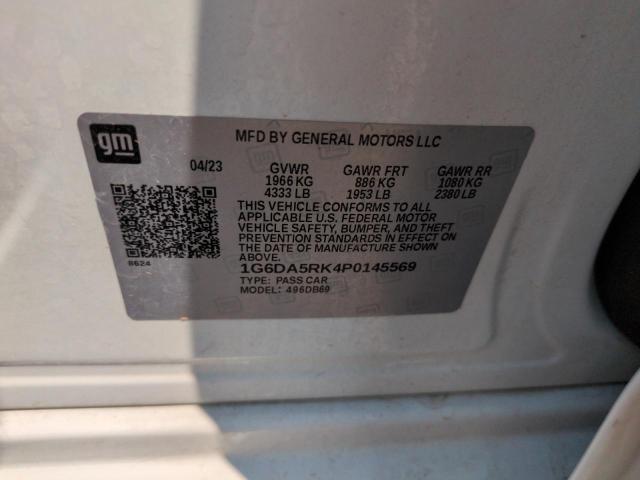 gm
MFD BY GENERAL MOTORS LLC
04/23 GVWR GAWR FRT GAWR RR
1966 KG 886 KG 1080 KG
4333 LB 1953 LB 2380 LB
THIS VEHICLE CONFORMS TO ALL
APPLICABLE U.S. FEDERAL MOTOR
VEHICLE SAFETY, BUMPER, AND THEFT
PREVENTION STANDARDS IN EFFECT ON
THE DATE OF MANUFACTURE SHOWN
ABOVE.
8624
1G6DA5RK4P0145569
TYPE: PASS CAR
MODEL: 496DB69